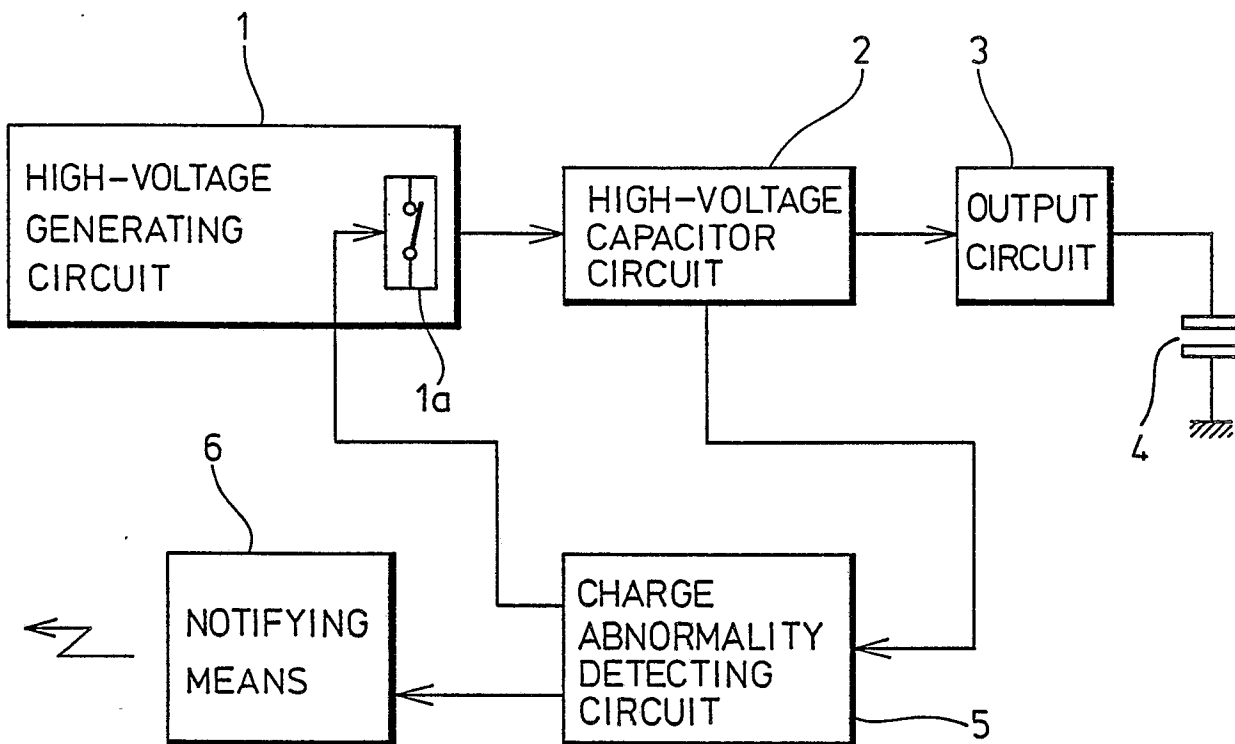 1
2
3
HIGH-VOLTAGE
GENERATING
CIRCUIT
HIGH-VOLTAGE
CAPACITOR
CIRCUIT
OUTPUT
CIRCUIT
1a
4
6
NOTIFYING
MEANS
CHARGE
ABNORMALITY
DETECTING
CIRCUIT
5